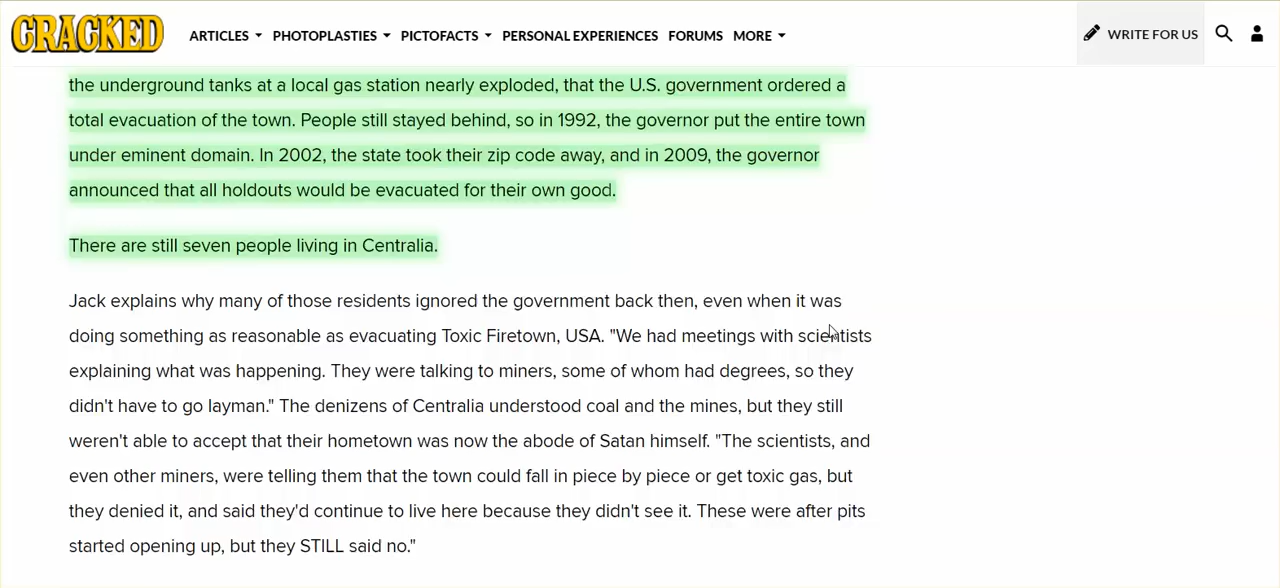 CRACKED
ARTICLES PHOTOPLASTIES PICTOFACTS PERSONAL EXPERIENCES FORUMS MORE WRITE FOR US
the underground tanks at a local gas station nearly exploded, that the U.S. government ordered a
total evacuation of the town. People still stayed behind, so in 1992, the governor put the entire town
under eminent domain. In 2002, the state took their zip code away, and in 2009, the governor
announced that all holdouts would be evacuated for their own good.
There are still seven people living in Centralia.
Jack explains why many of those residents ignored the government back then, even when it was
doing something as reasonable as evacuating Toxic Firetown, USA. "We had meetings with scientists
explaining what was happening. They were talking to miners, some of whom had degrees, so they
didn't have to go layman." The denizens of Centralia understood coal and the mines, but they still
weren't able to accept that their hometown was now the abode of Satan himself. "The scientists, and
even other miners, were telling them that the town could fall in piece by piece or get toxic gas, but
they denied it, and said they'd continue to live here because they didn't see it. These were after pits
started opening up, but they STILL said no."